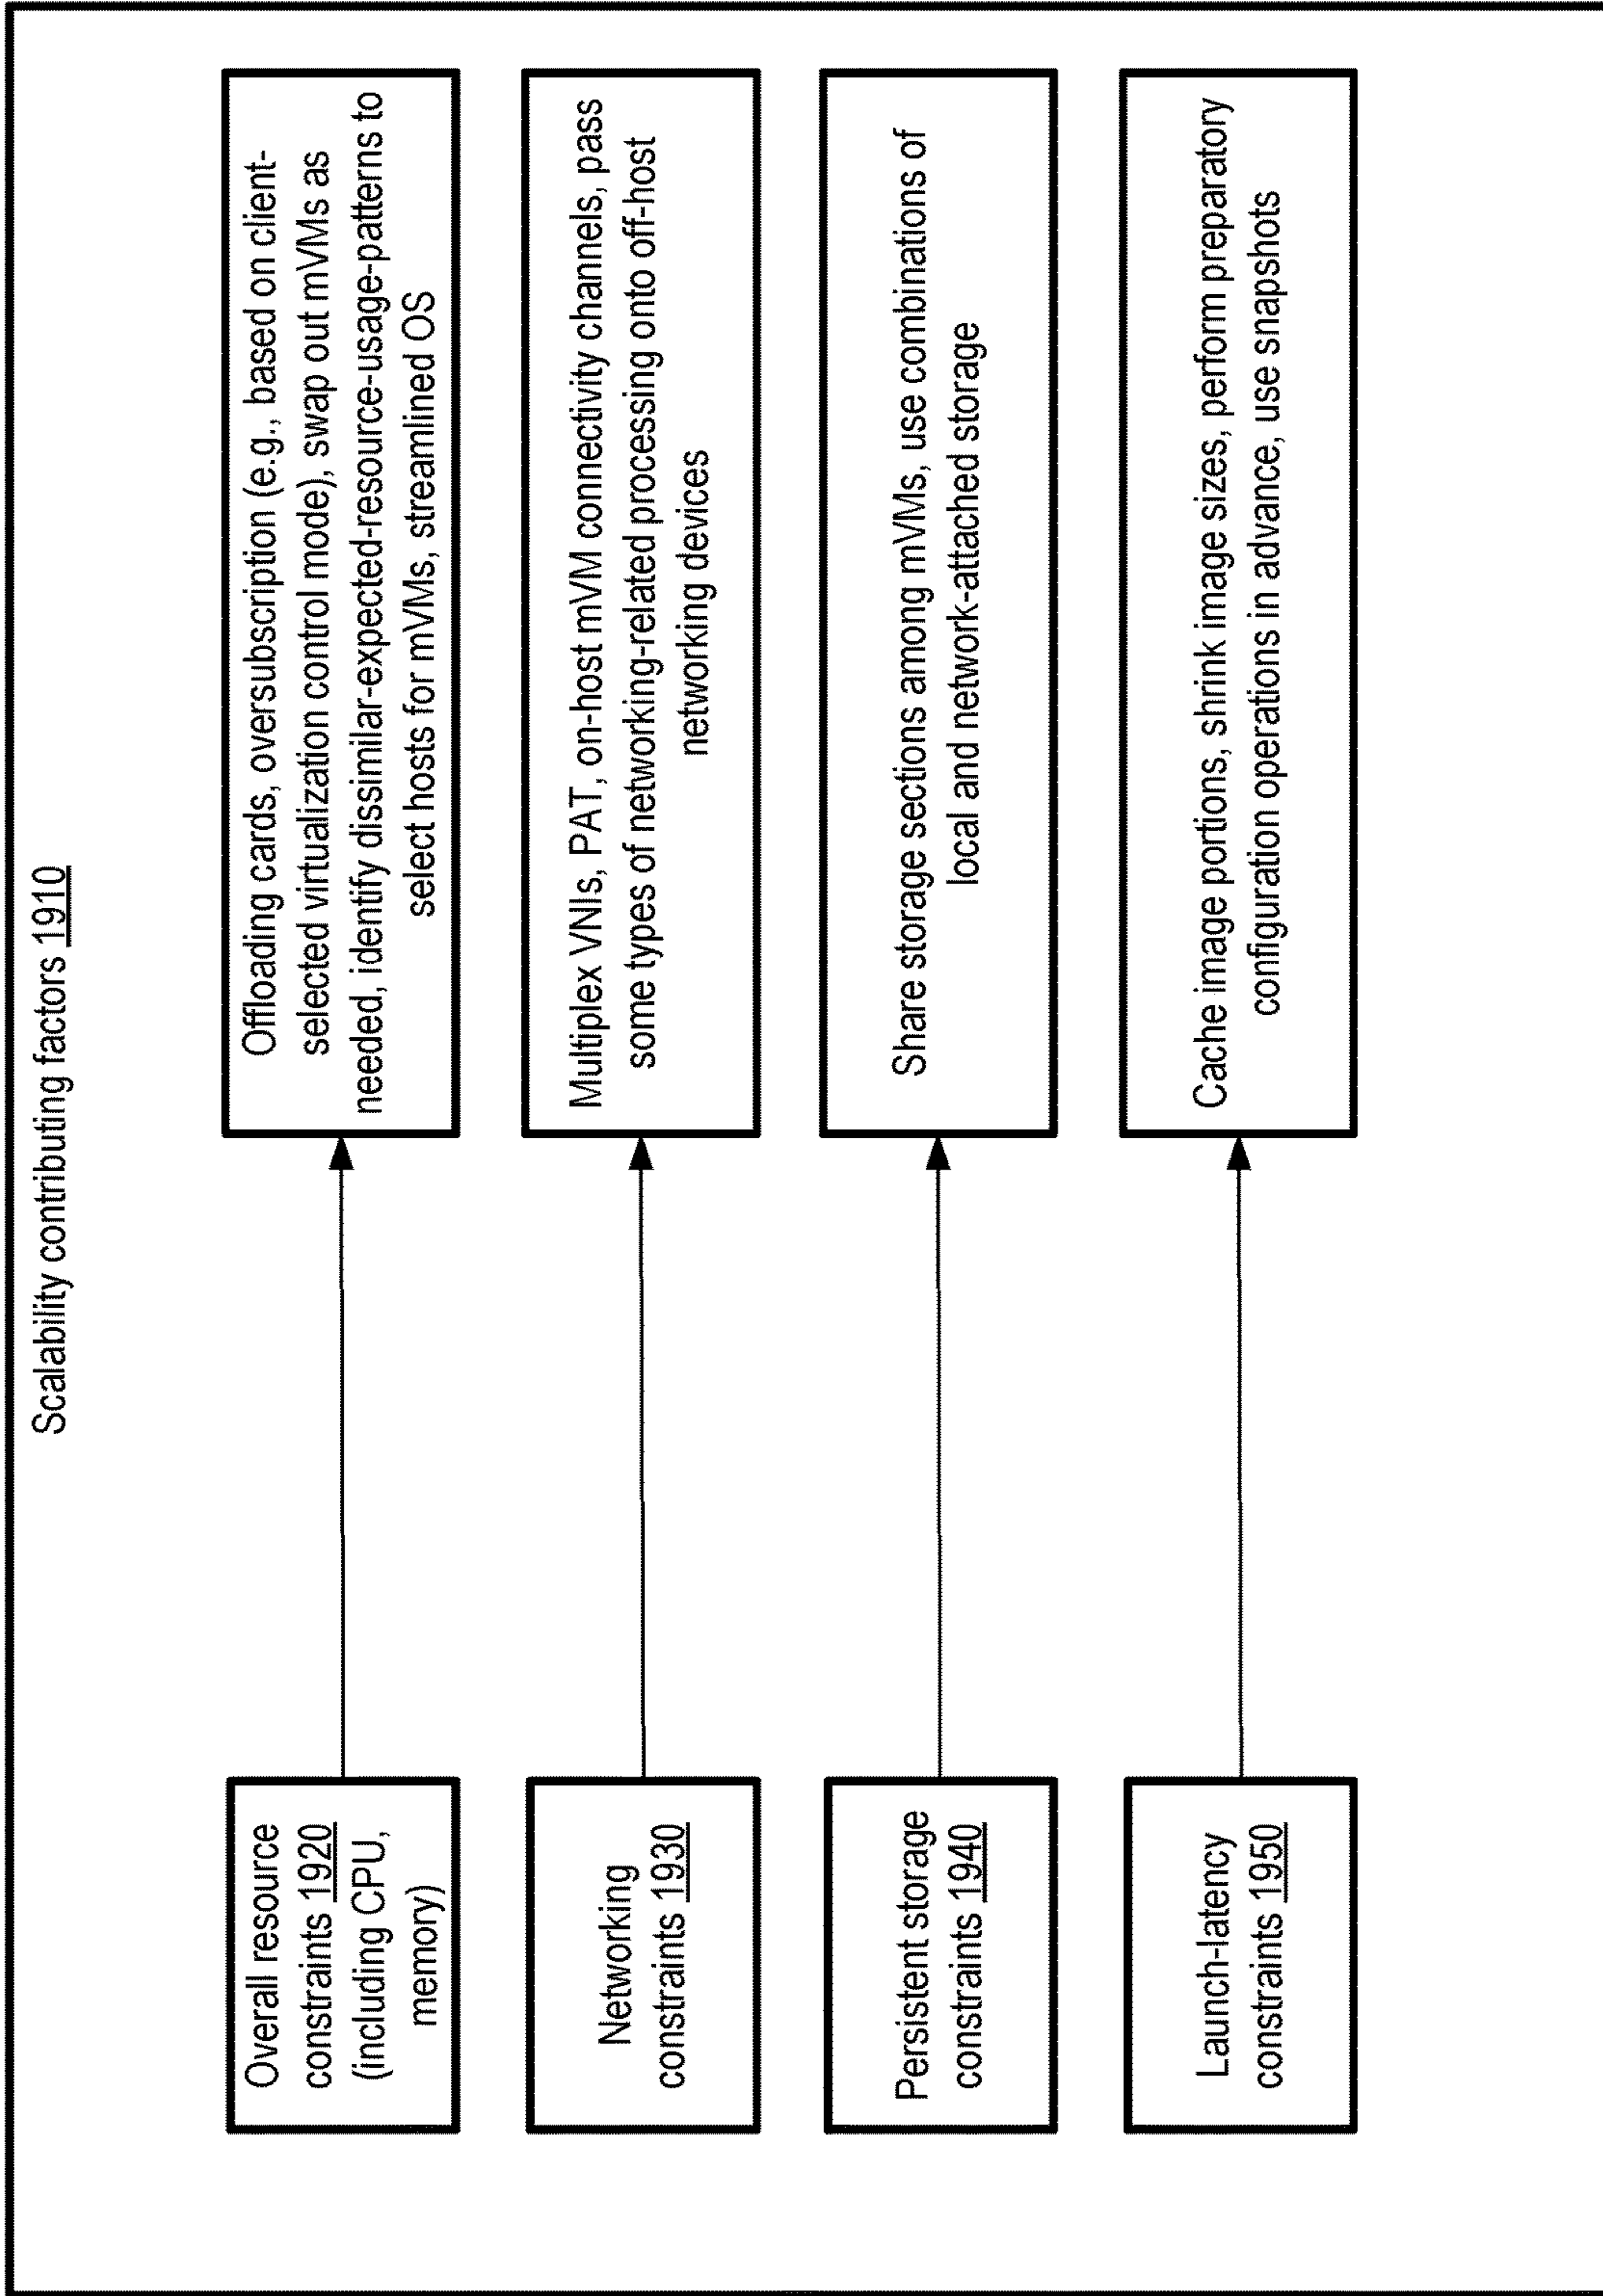 Scalability contributing factors 1910
Overall resource
constraints 1920
(including CPU,
memory)
Offloading cards, oversubscription (e.g., based on client-
selected virtualization control mode), swap out mVMs as
needed, identify dissimilar-expected-resource-usage-patterns to
select hosts for mVMs, streamlined OS
Networking
constraints 1930
Multiplex VNIs, PAT, on-host mVM connectivity channels, pass
some types of networking-related processing onto off-host
networking devices
Persistent storage
constraints 1940
Share storage sections among mVMs, use combinations of
local and network-attached storage
Launch-latency
constraints 1950
Cache image portions, shrink image sizes, perform preparatory
configuration operations in advance, use snapshots